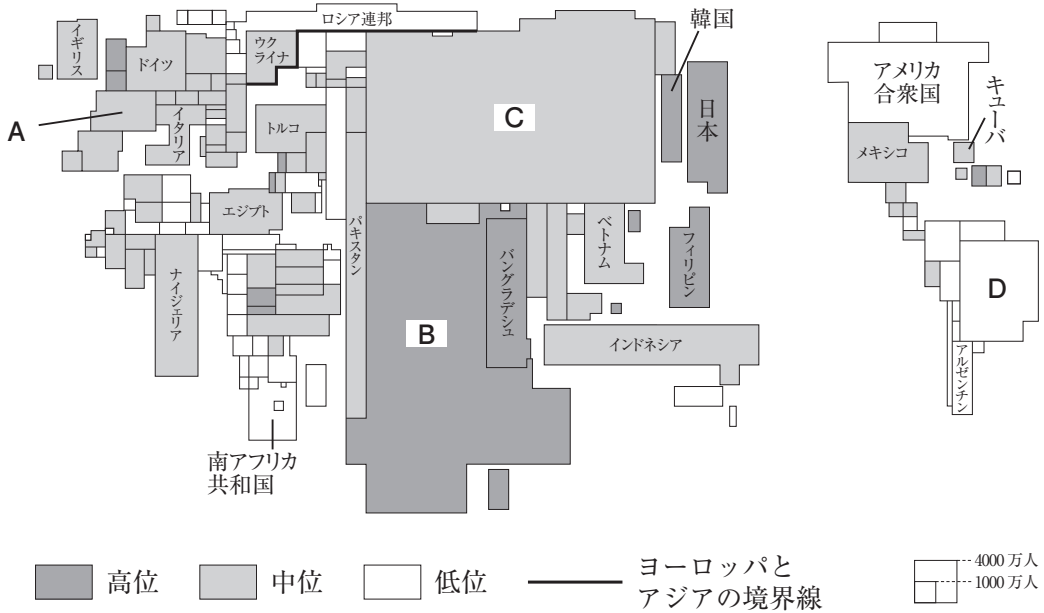 ロシア連邦
韓国
イギリス
ドイツ
ウク
ライナ
日本
アメリカ
合衆国
キューバ
A
イタリア
トルコ
C
メキシコ
エジプト
パキスタン
ベトナム
フィリピン
バングラデシュ
ナイジェリア
B
D
インドネシア
アルゼンチン
南アフリカ
共和国
高位
中位
低位
ヨーロッパと
アジアの境界線
4000万人
1000万人